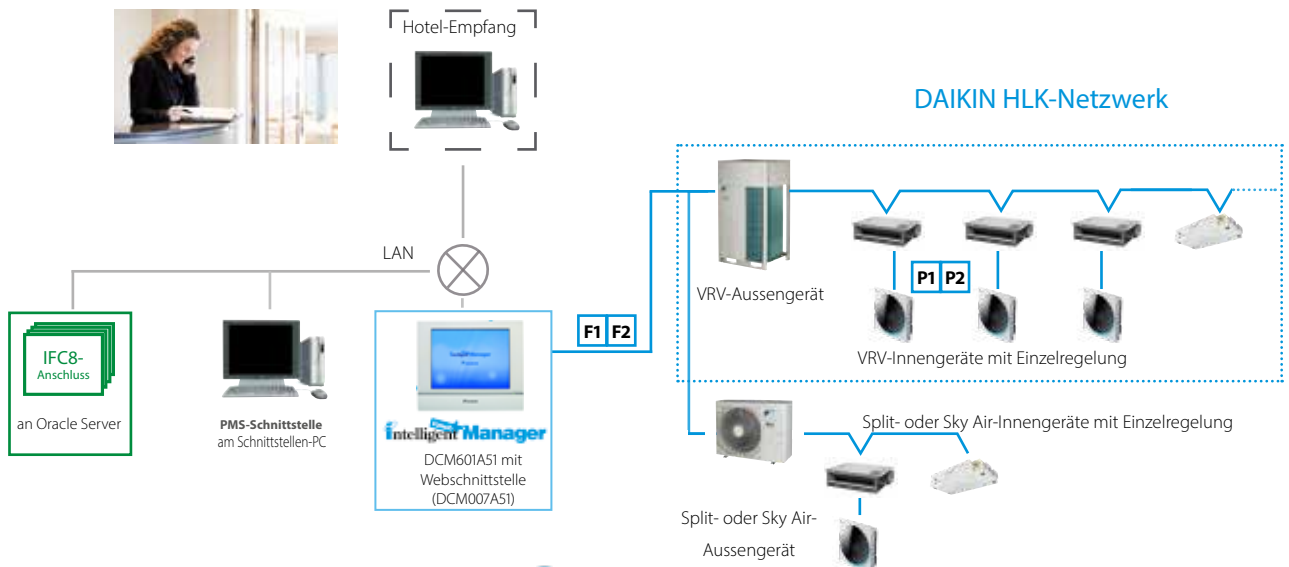 Hotel-Empfang
DAIKIN HLK-Netzwerk
LAN
VRV-Aussengerät
P1 P2
F1 F2
VRV-Innengeräte mit Einzelregelung
IFC8-
Anschluss
an Oracle Server
PMS-Schnittstelle
am Schnittstellen-PC
intelligent Manager
DCM601A51 mit
Webschnittstelle
(DCM007A51)
Split- oder Sky Air-Innengeräte mit Einzelregelung
Split- oder Sky Air-
Aussengerät